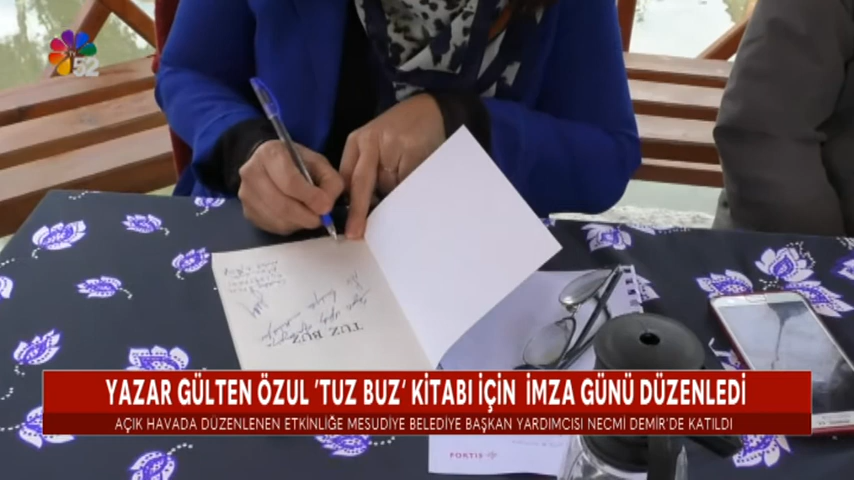 52
TUZ BUZ
YAZAR GÜLTEN ÖZUL 'TUZ BUZ' KİTABI İÇİN İMZA GÜNÜ DÜZENLEDİ
AÇIK HAVADA DÜZENLENEN ETKİNLİĞE MESUDİYE BELEDİYE BAŞKAN YARDIMCISI NECMİ DEMİR'DE KATILDI
FORTIS